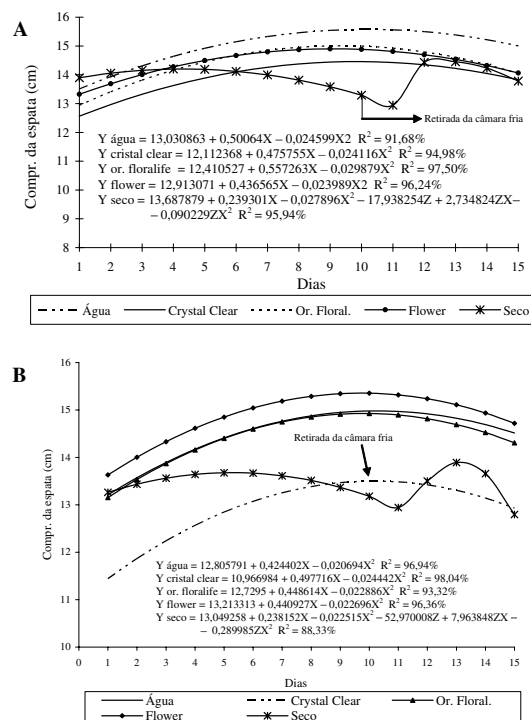 A
Compr. da espata (cm)
16
15
14
13
12
11
10
9
8
Retirada da câmara fria
Y água = 13,030863 + 0,50064X – 0,024599X2 R² = 91,68%
Y cristal clear = 12,112368 + 0,475755X – 0,024116X² R² = 94,98%
Y or. floralife = 12,410527 + 0,557263X – 0,029879X² R² = 97,50%
Y flower = 12,913071 + 0,436565X – 0,023989X2 R² = 96,24%
Y seco = 13,687879 + 0,239301X – 0,027896X² – 17,938254Z + 2,734824ZX –
– 0,090229ZX² R² = 95,94%
1 2 3 4 5 6 7 8 9 10 11 12 13 14 15
Dias
Água Crystal Clear Or. Floral. Flower Seco
B
Compr. da espata (cm)
16
15
14
13
12
11
10
Retirada da câmara fria
Y água = 12,805791 + 0,424402X – 0,020694X² R² = 96,94%
Y cristal clear = 10,966984 + 0,497716X – 0,024442X² R² = 98,04%
Y or. floralife = 12,7295 + 0,448614X – 0,022886X² R² = 93,32%
Y flower = 13,213313 + 0,440927X – 0,022696X² R² = 96,36%
Y seco = 13,049258 + 0,238152X – 0,022515X² – 52,970008Z + 7,963848ZX –
– 0,289985ZX² R² = 88,33%
0 1 2 3 4 5 6 7 8 9 10 11 12 13 14 15
Dias
Água Crystal Clear Or. Floral.
Flower Seco